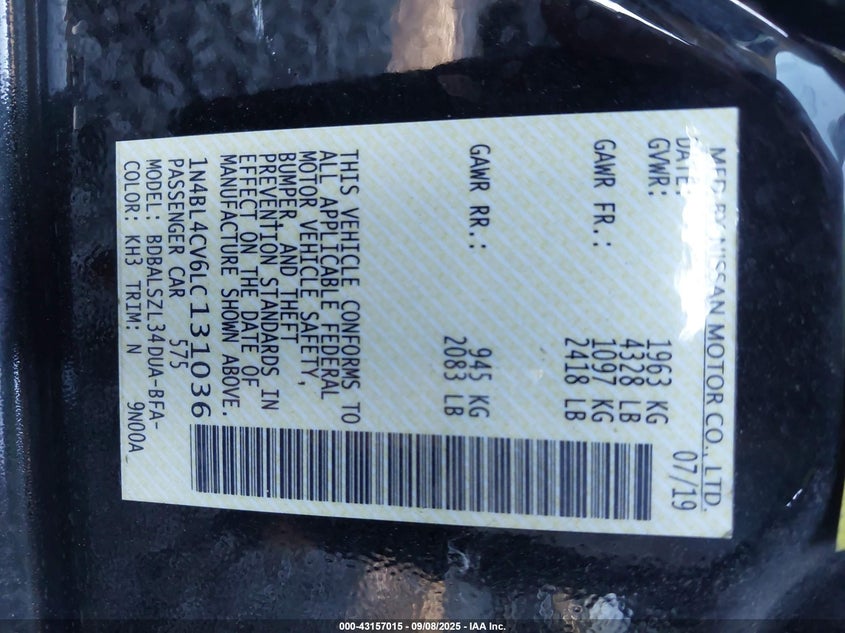 MFD BY NISSAN MOTOR CO., LTD.
DATE: 07/19
GVWR: 1963 KG
4328 LB
GAWR FR.: 1097 KG
2418 LB
GAWR RR.: 945 KG
2083 LB
THIS VEHICLE CONFORMS TO
ALL APPLICABLE FEDERAL
MOTOR VEHICLE SAFETY,
BUMPER, AND THEFT
PREVENTION STANDARDS IN
EFFECT ON THE DATE OF
MANUFACTURE SHOWN ABOVE.
1N4BL4CV6LC131036
PASSENGER CAR 575
MODEL: BDBALSZL34DUA-BFA-
COLOR: KH3 TRIM: N 9N00A
000-43157015 - 09/08/2025 - IAA Inc.